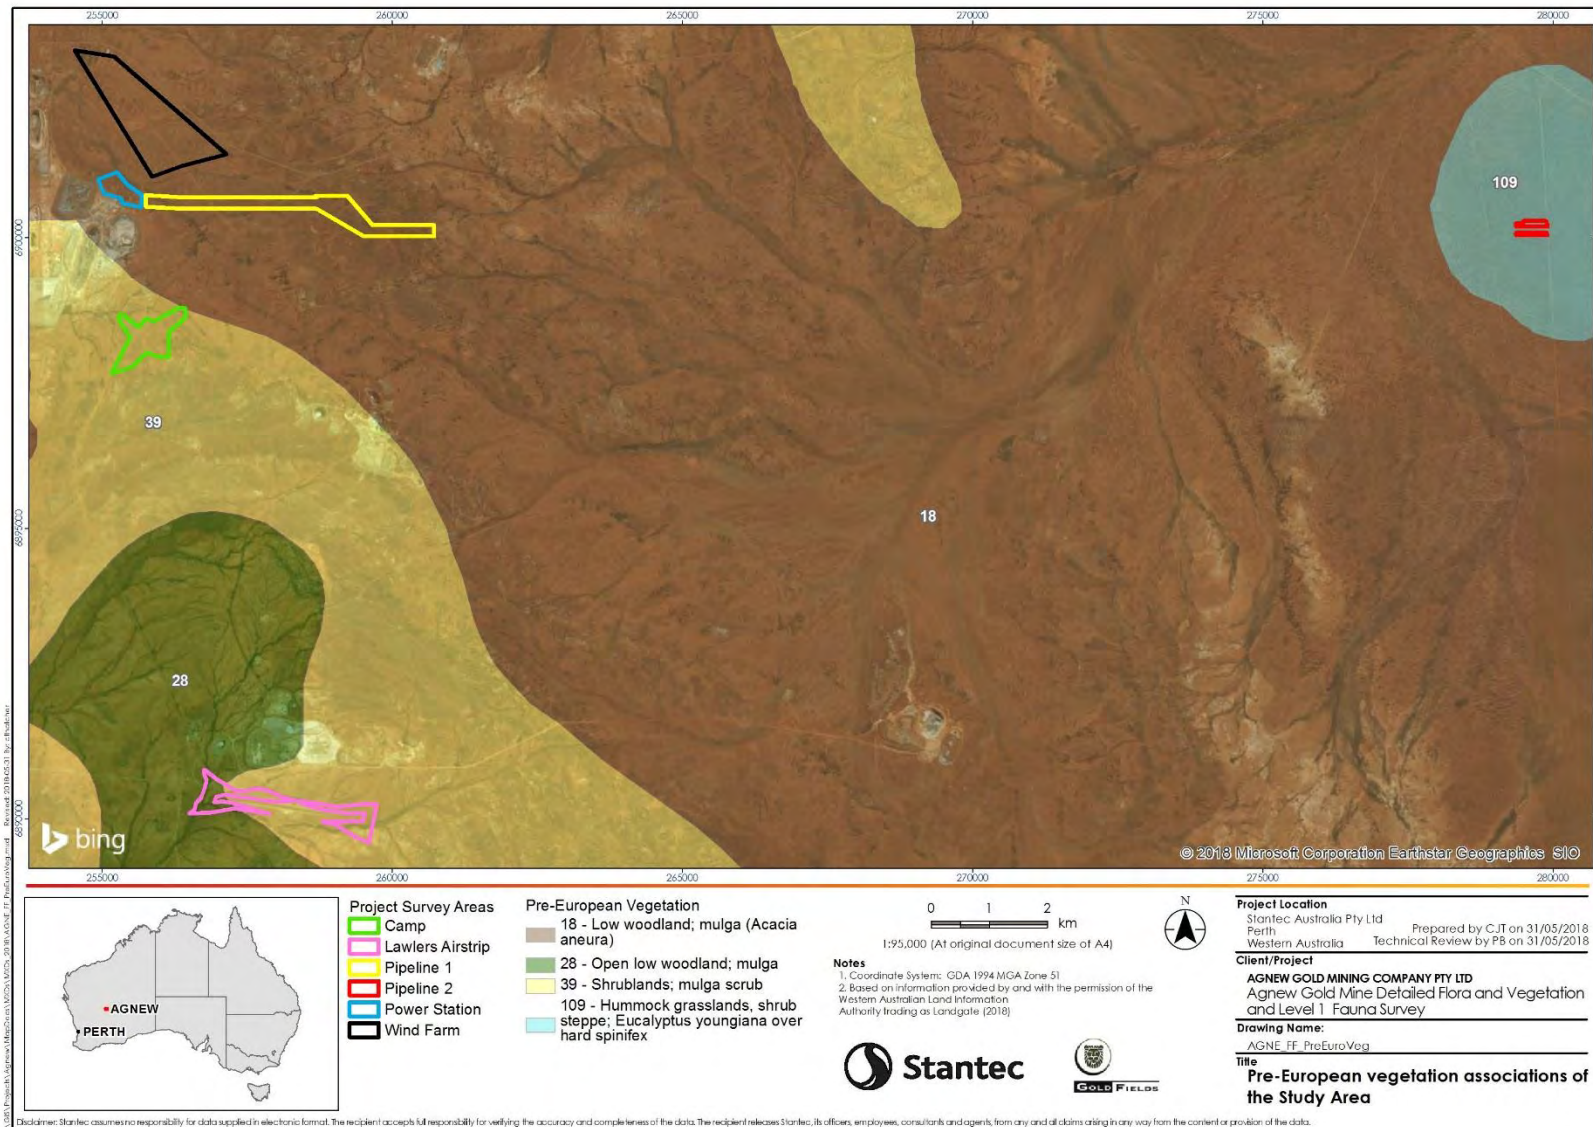 255000
260000
265000
270000
275000
280000
109
6900000
39
18
6895000
28
6890000
bing
© 2018 Microsoft Corporation Earthstar Geographics SIO
255000
260000
265000
270000
275000
280000
AGNEW
PERTH
Project Survey Areas
Camp
Lawlers Airstrip
Pipeline 1
Pipeline 2
Power Station
Wind Farm
Pre-European Vegetation
18 - Low woodland; mulga (Acacia
aneura)
28 - Open low woodland; mulga
39 - Shrublands; mulga scrub
109 - Hummock grasslands, shrub
steppe; Eucalyptus youngiana over
hard spinifex
0 1 2
km
1:95,000 (At original document size of A4)
N
Notes
1. Coordinate System: GDA 1994 MGA Zone 51
2. Based on information provided by and with the permission of the
Western Australian Land Information
Authority trading as Landgate (2018)
Stantec
GOLD FIELDS
Project Location
Stantec Australia Pty Ltd
Perth
Western Australia
Prepared by CJT on 31/05/2018
Technical Review by PB on 31/05/2018
Client/Project
AGNEW GOLD MINING COMPANY PTY LTD
Agnew Gold Mine Detailed Flora and Vegetation
and Level 1 Fauna Survey
Drawing Name:
AGNE_FF_PreEuroVeg
Title
Pre-European vegetation associations of
the Study Area
Disclaimer: Stantec assumes no responsibility for data supplied in electronic format. The recipient accepts full responsibility for verifying the accuracy and completeness of the data. The recipient releases Stantec, its officers, employees, consultants and agents, from any and all claims arising in any way from the content or provision of the data.